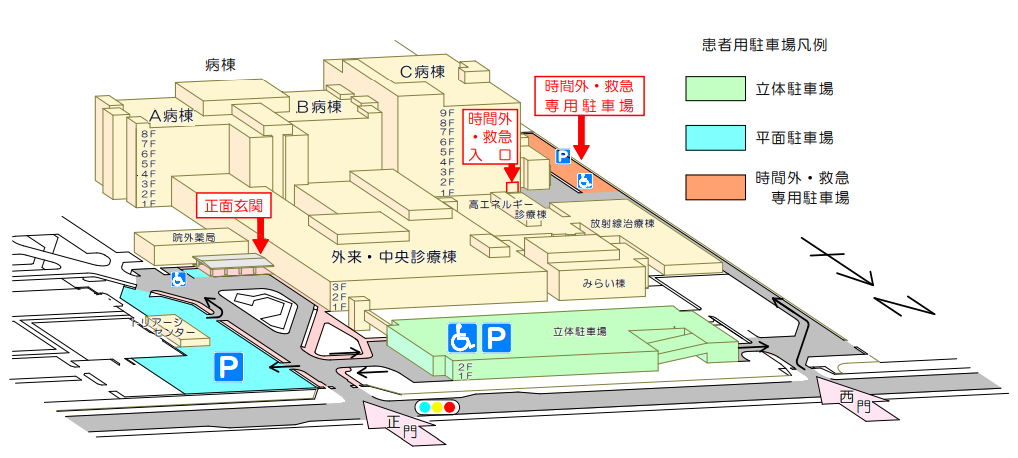 患者用駐車場凡例
立体駐車場
平面駐車場
時間外・救急
専用駐車場
病棟
A病棟
B病棟
C病棟
時間外・救急
専用駐車場
時間外
・救急
入口
9F
8F
7F
6F
5F
4F
3F
2F
1F
8F
7F
6F
5F
4F
3F
2F
1F
P
正面玄関
高エネルギー
診療棟
放射線治療棟
院外薬局
外来・中央診療棟
みらい棟
3F
2F
1F
トリアージ
センター
P
P
立体駐車場
2F
1F
正門
西門